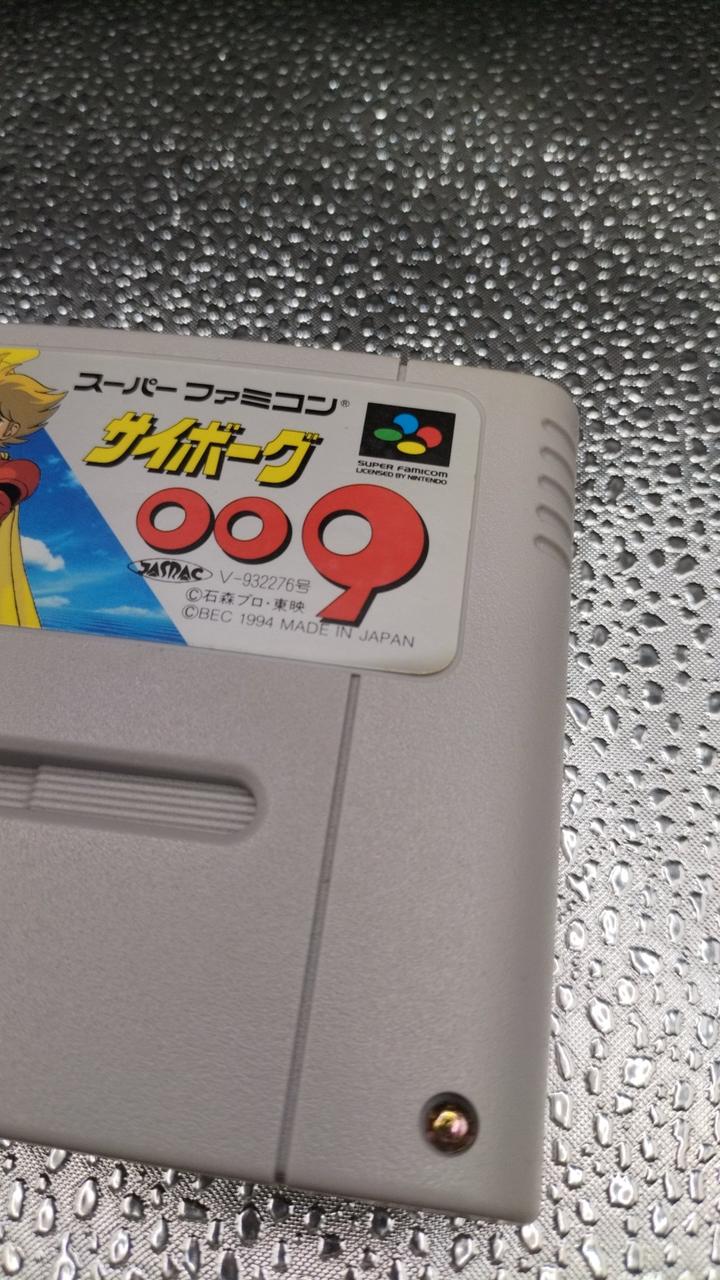 スーパーファミコン®
サイボーグ
009
SUPER FAMICOM
LICENSED BY NINTENDO
JASRAC V-932276号
©石森プロ・東映
©BEC 1994 MADE IN JAPAN